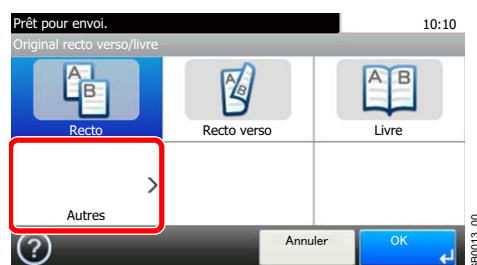 Prêt pour envoi. 10:10
Original recto verso/livre
A B
A B
A B
Recto Recto verso Livre
Autres >
? Annuler OK